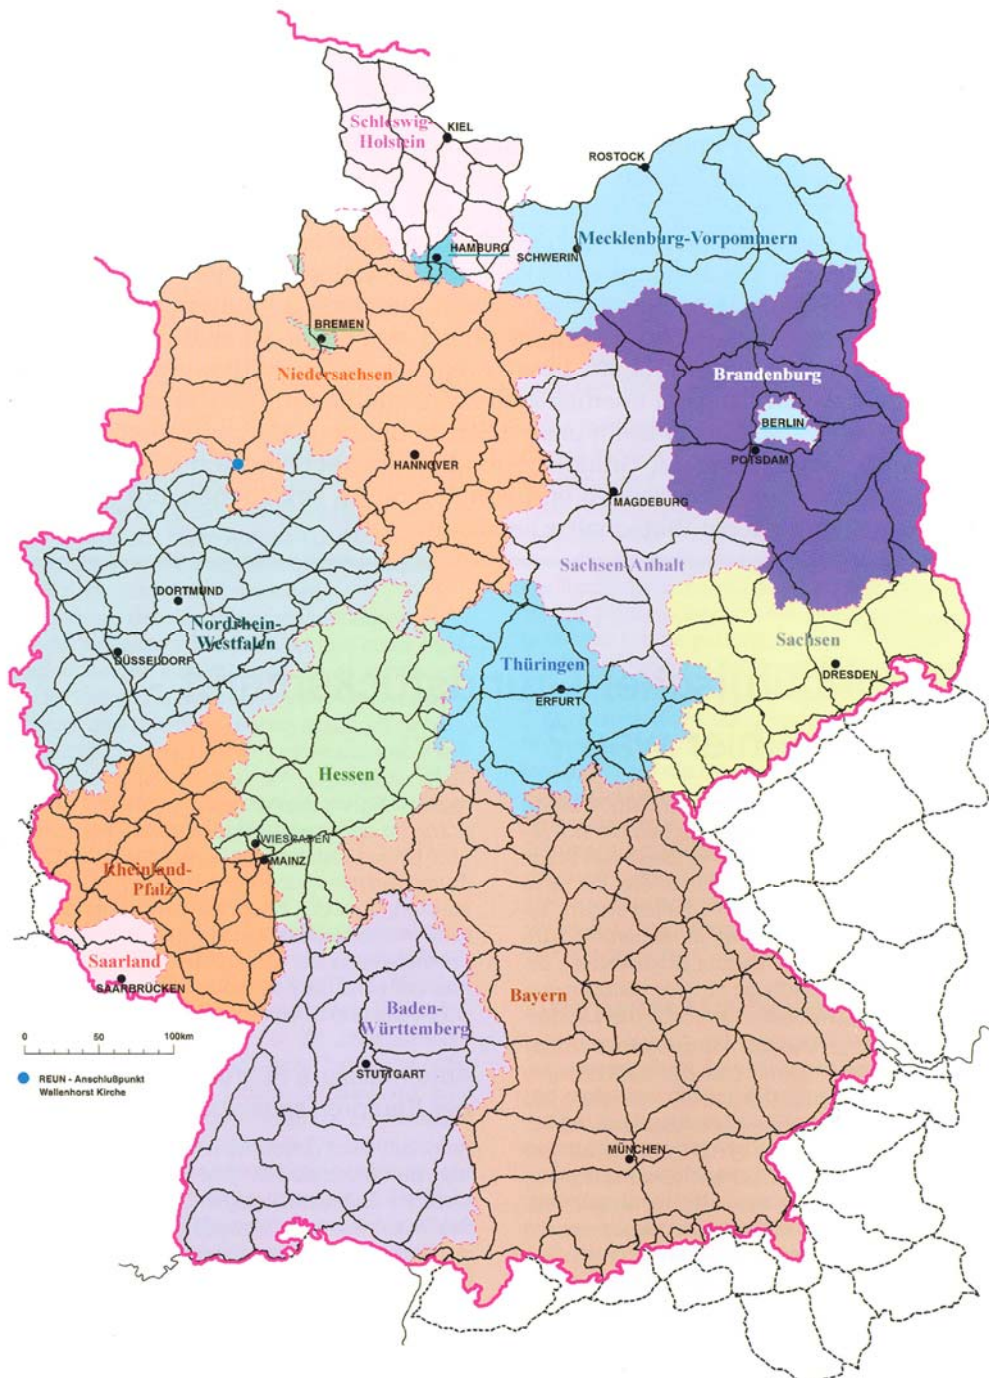 KIEL
Schleswig-
Holstein
ROSTOCK
Mecklenburg-Vorpommern
HAMBURG
SCHWERIN
BREMEN
Niedersachsen
Brandenburg
BERLIN
HANNOVER
POTSDAM
MAGDEBURG
Sachsen-Anhalt
DORTMUND
Nordrhein-
Westfalen
DÜSSELDORF
Sachsen
Thüringen
DRESDEN
ERFURT
Hessen
WIESBADEN
MAINZ
Rheinland-
Pfalz
Saarland
SAARBRÜCKEN
Baden-
Württemberg
Bayern
0 100km
STUTTGART
REUN - Anschlußpunkt
Wallenhorst Kirche
MÜNCHEN